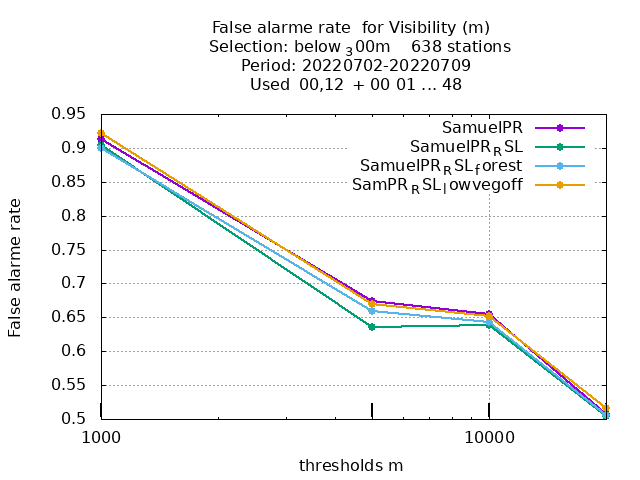 False alarme rate  for Visibility (m)
Selection: below ₃00m    638 stations
Period: 20220702-20220709
Used  00,12  + 00 01 ... 48
False alarme rate
0.95
0.9
0.85
0.8
0.75
0.7
0.65
0.6
0.55
0.5
SamuelPR
SamuelPR_RSL
SamuelPR_RSL_forest
SamPR_RSL_lowvegoff
1000
10000
thresholds m